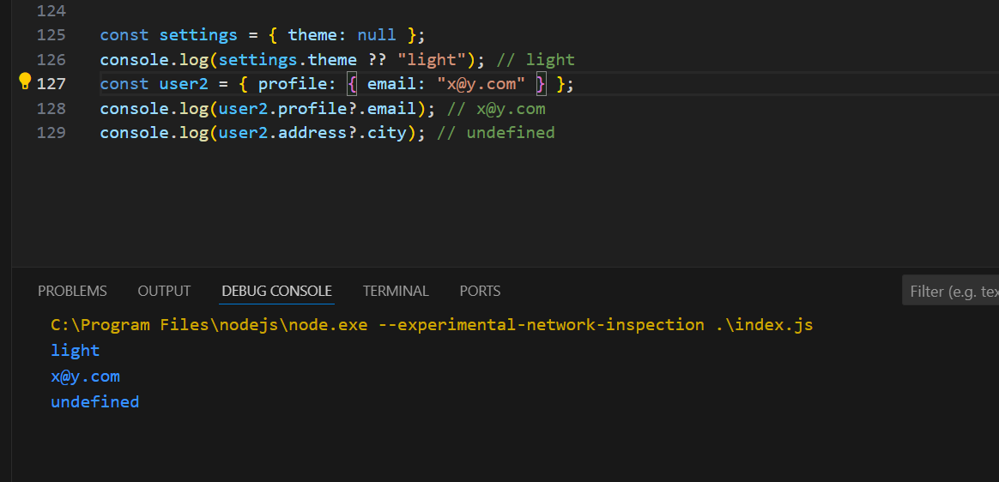 124
125 const settings = { theme: null };
126 console.log(settings.theme ?? "light"); // light
127 const user2 = { profile: { email: "x@y.com" } };
128 console.log(user2.profile?.email); // x@y.com
129 console.log(user2.address?.city); // undefined
PROBLEMS OUTPUT DEBUG CONSOLE TERMINAL PORTS Filter (e.g. tex
C:\Program Files\nodejs\node.exe --experimental-network-inspection .\index.js
light
x@y.com
undefined